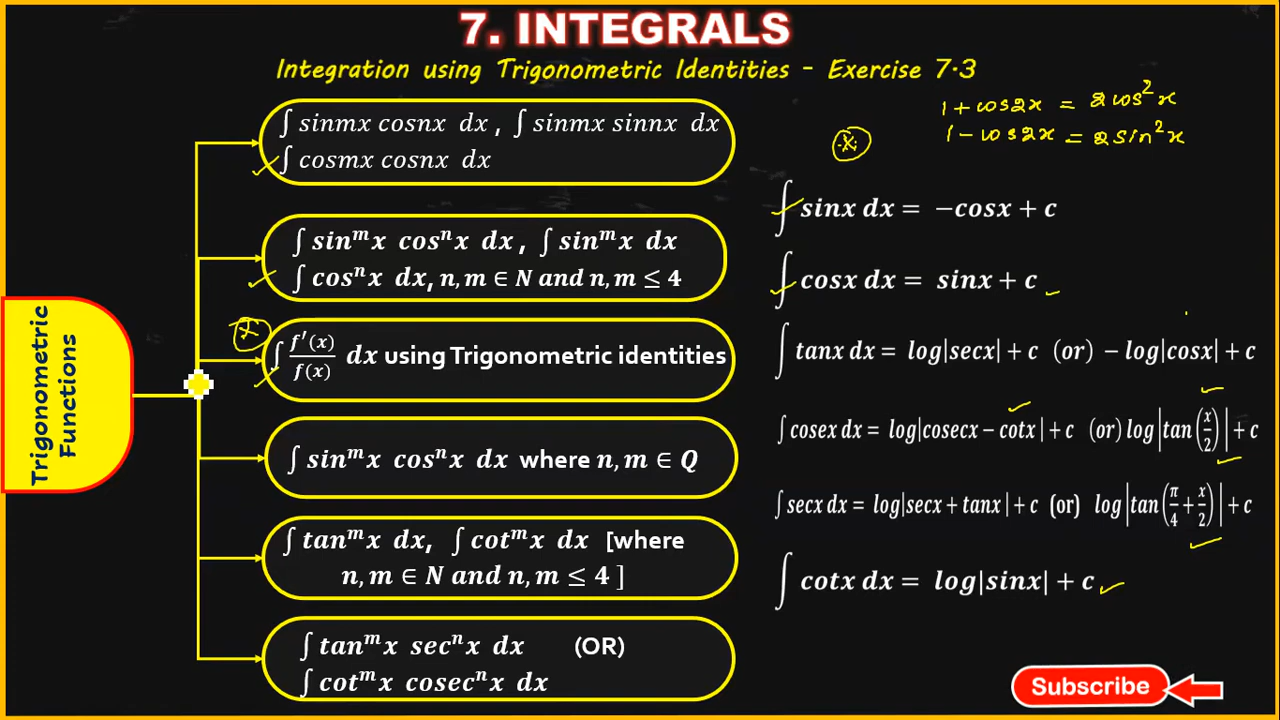 7. INTEGRALS
Integration using Trigonometric Identities - Exercise 7.3
1 + cos2x = 2cos²x
1 - cos2x = 2sin²x
Trigonometric
Functions
∫ sinmx cosnx dx , ∫ sinmx sinnx dx
∫ cosmx cosnx dx
∫ sinᵐx cosⁿx dx , ∫ sinᵐx dx
∫ cosⁿx dx, n, m ∈ N and n, m ≤ 4
∫ f′(x)/f(x) dx using Trigonometric identities
∫ sinᵐx cosⁿx dx where n, m ∈ Q
∫ tanᵐx dx, ∫ cotᵐx dx [where
n, m ∈ N and n, m ≤ 4 ]
∫ tanᵐx secⁿx dx (OR)
∫ cotᵐx cosecⁿx dx
∫ sinx dx = −cosx + c
∫ cosx dx = sinx + c
∫ tanx dx = log|secx| + c (or) − log|cosx| + c
∫ cosex dx = log|cosecx − cotx| + c (or) log|tan(x/2)| + c
∫ secx dx = log|secx + tanx| + c (or) log|tan(π/4 + x/2)| + c
∫ cotx dx = log|sinx| + c
Subscribe